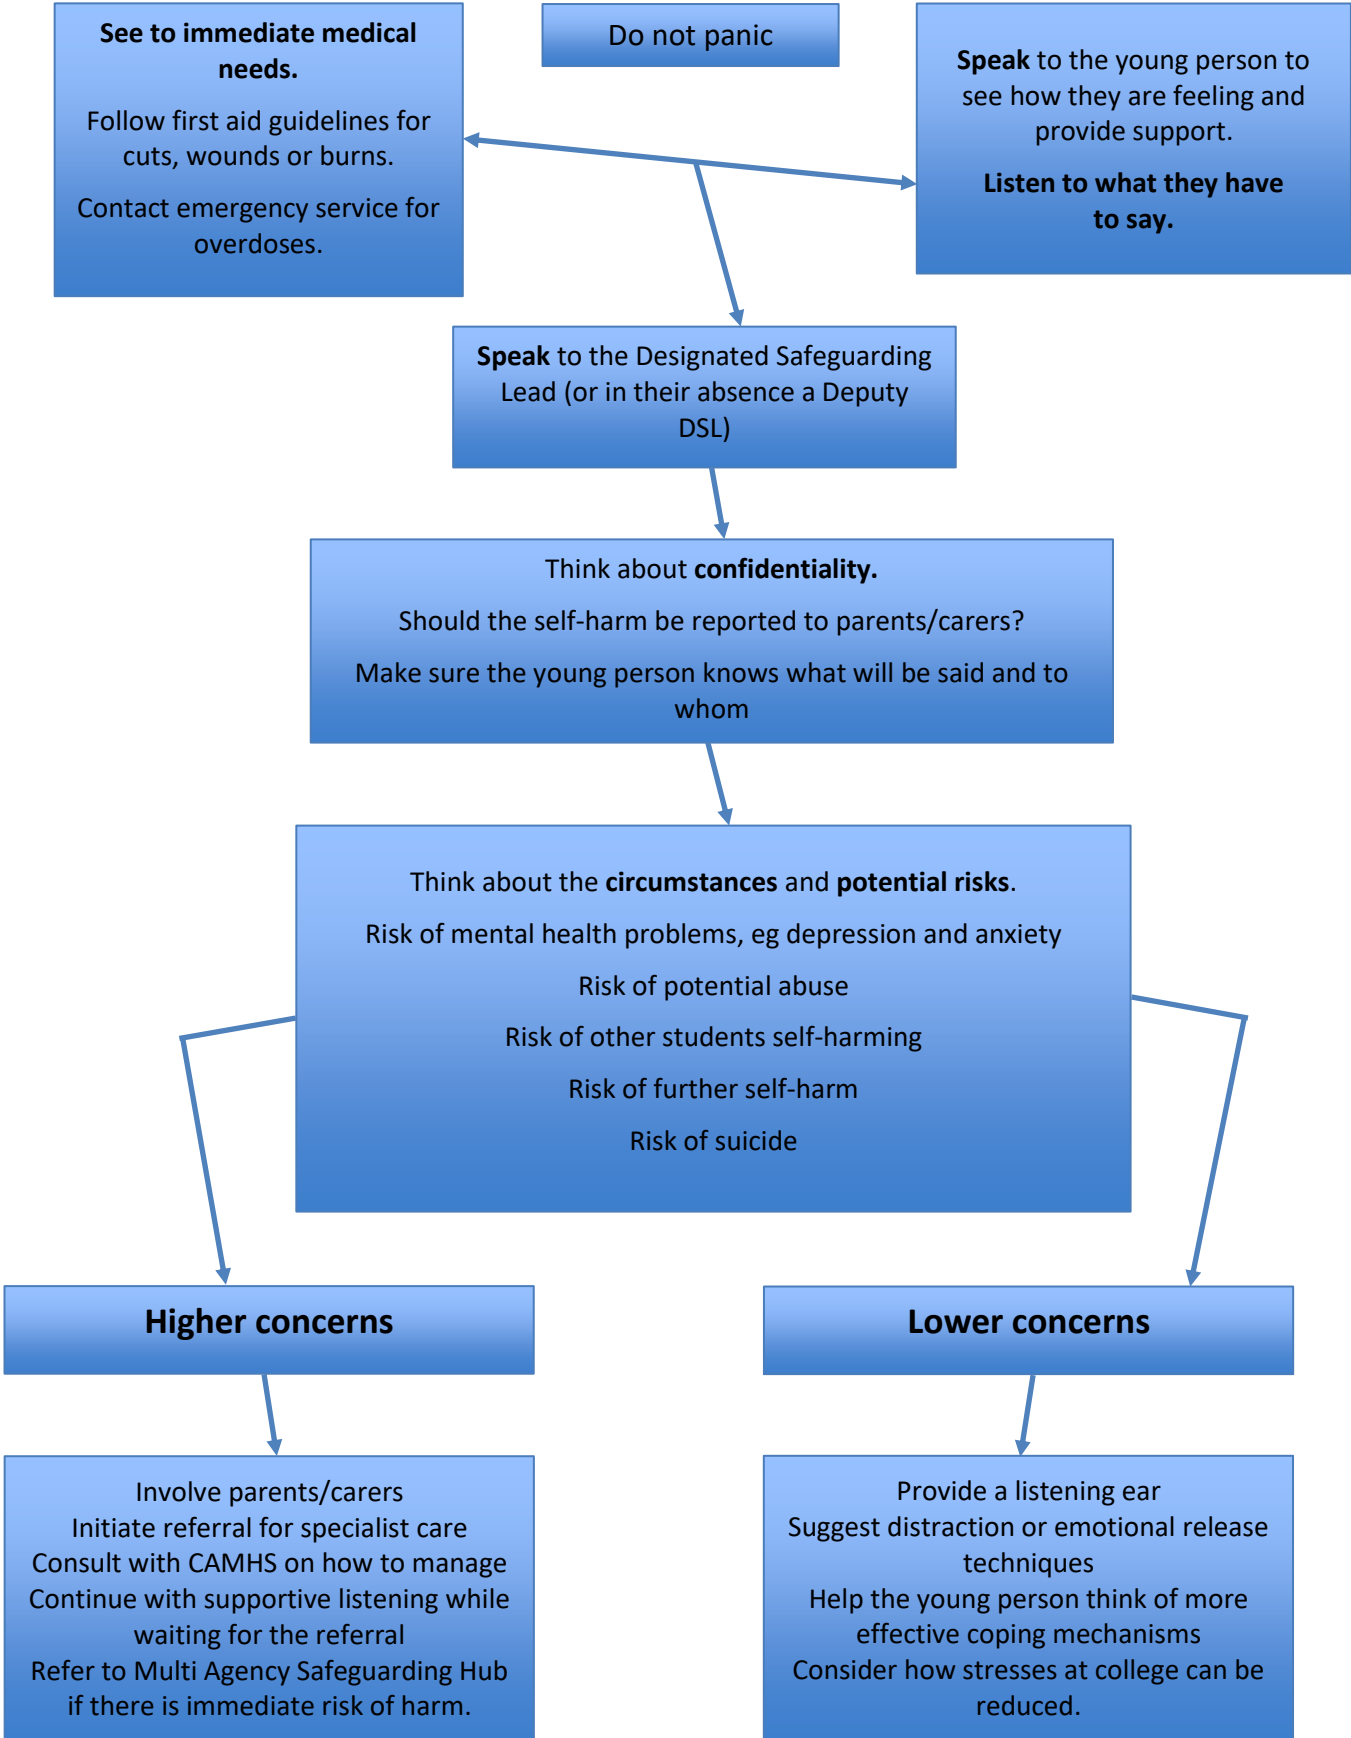 See to immediate medical
needs.
Follow first aid guidelines for
cuts, wounds or burns.
Contact emergency service for
overdoses.
Do not panic
Speak to the young person to
see how they are feeling and
provide support.
Listen to what they have
to say.
Speak to the Designated Safeguarding
Lead (or in their absence a Deputy
DSL)
Think about confidentiality.
Should the self-harm be reported to parents/carers?
Make sure the young person knows what will be said and to
whom
Think about the circumstances and potential risks.
Risk of mental health problems, eg depression and anxiety
Risk of potential abuse
Risk of other students self-harming
Risk of further self-harm
Risk of suicide
Higher concerns
Lower concerns
Involve parents/carers
Initiate referral for specialist care
Consult with CAMHS on how to manage
Continue with supportive listening while
waiting for the referral
Refer to Multi Agency Safeguarding Hub
if there is immediate risk of harm.
Provide a listening ear
Suggest distraction or emotional release
techniques
Help the young person think of more
effective coping mechanisms
Consider how stresses at college can be
reduced.